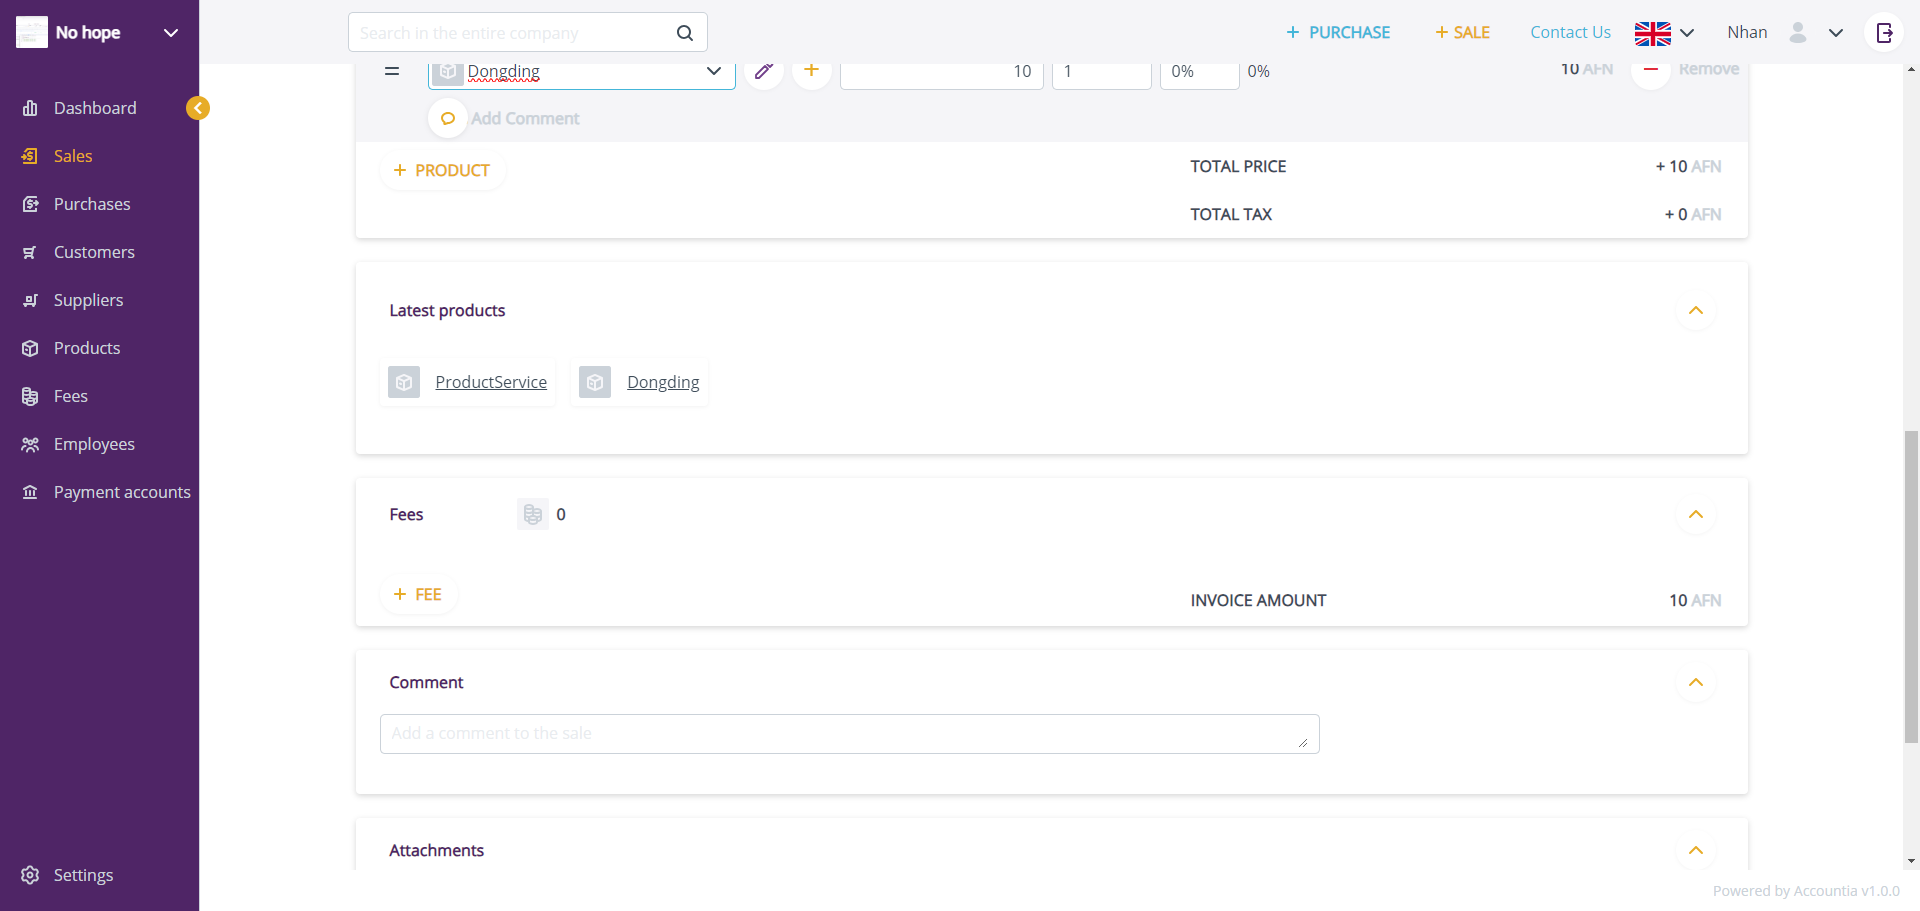 No hope
Search in the entire company
+ PURCHASE
+ SALE
Contact Us
Nhan
Dashboard
Sales
Purchases
Customers
Suppliers
Products
Fees
Employees
Payment accounts
Settings
Dongding
10
1
0%
0%
10 AFN
Remove
Add Comment
+ PRODUCT
TOTAL PRICE
+ 10 AFN
TOTAL TAX
+ 0 AFN
Latest products
ProductService
Dongding
Fees
0
+ FEE
INVOICE AMOUNT
10 AFN
Comment
Add a comment to the sale
Attachments
Powered by Accountia v1.0.0